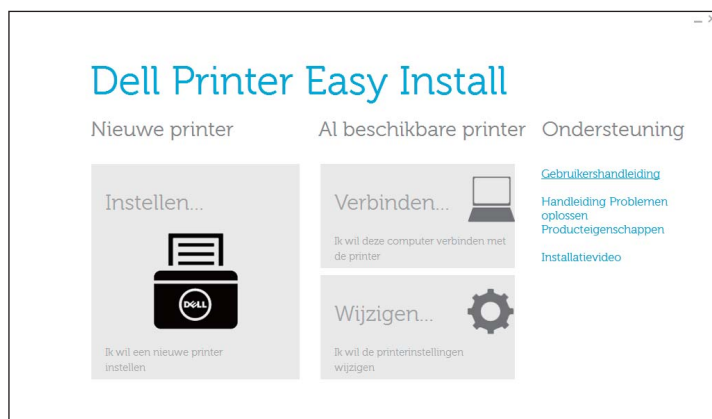 Dell Printer Easy Install
Nieuwe printer
Instellen...
DELL
Ik wil een nieuwe printer
instellen
Al beschikbare printer
Verbinden...
Ik wil deze computer verbinden met
de printer
Wijzigen...
Ik wil de printerinstellingen
wijzigen
Ondersteuning
Gebruikershandleiding
Handleiding Problemen
oplossen
Producteigenschappen
Installatievideo